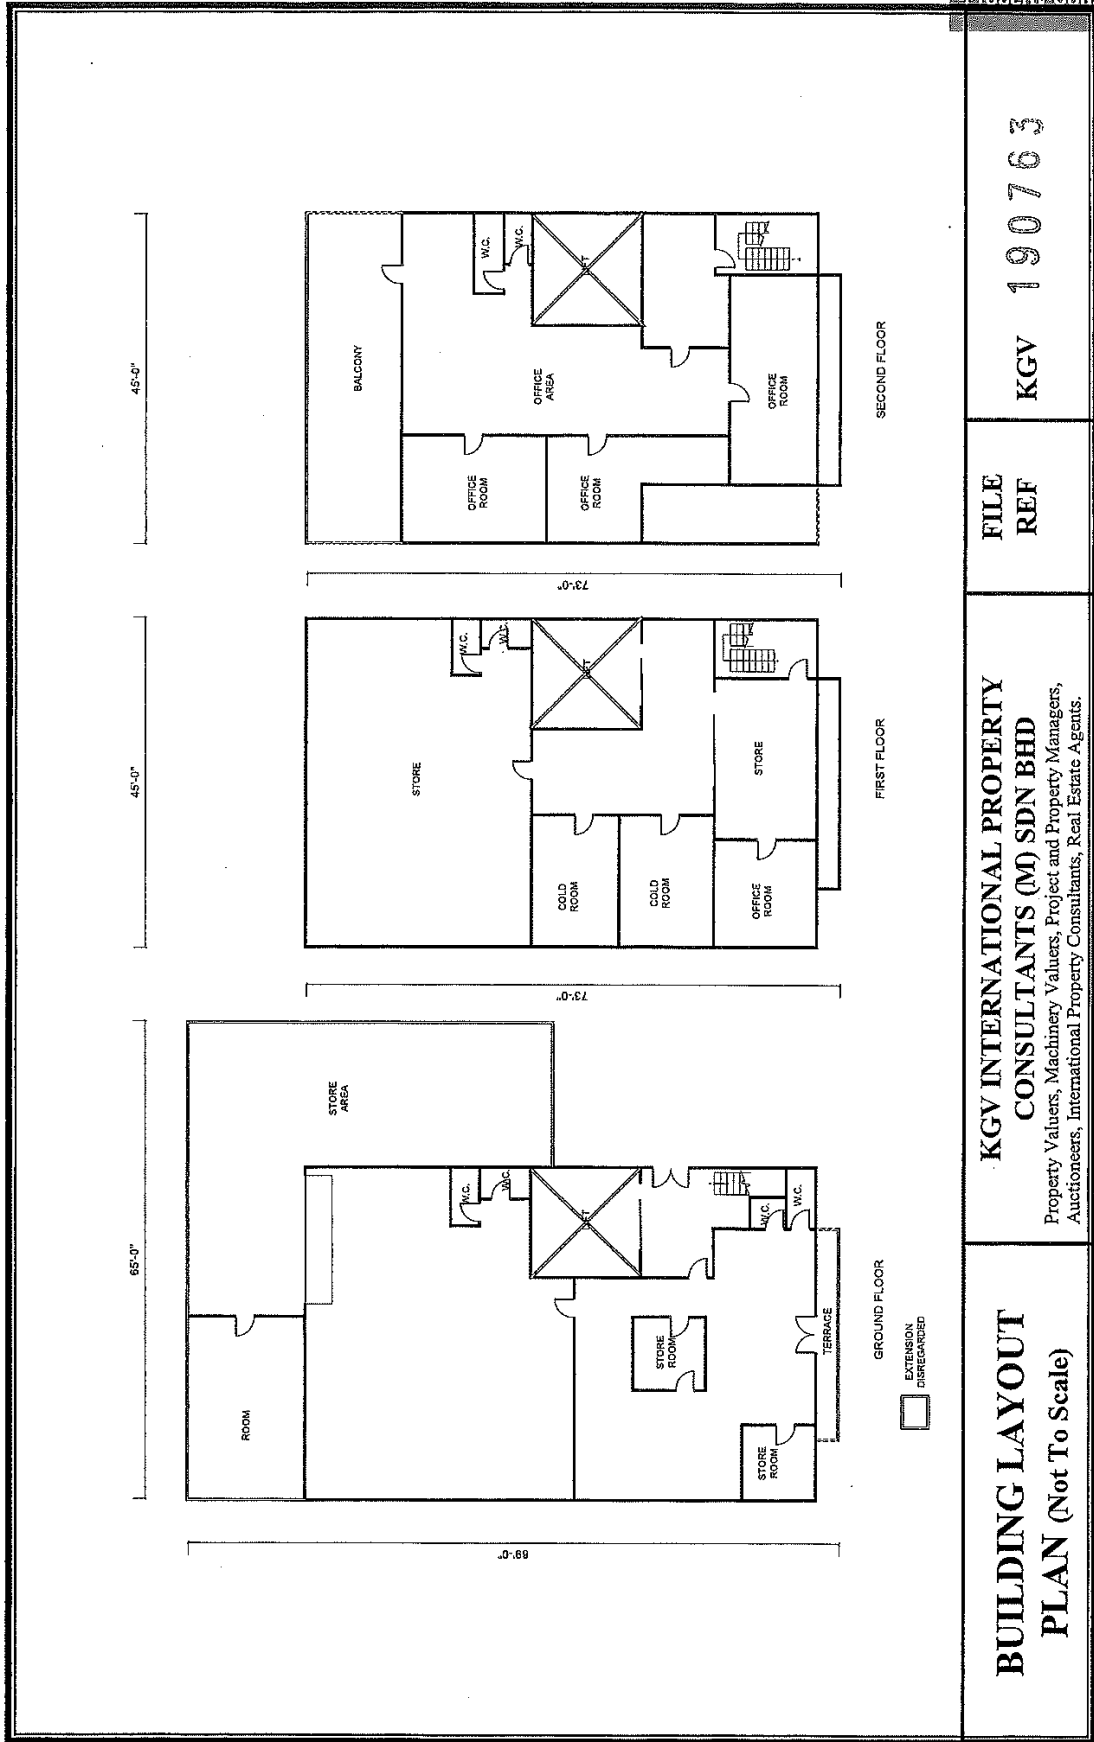 65'-0"
45'-0"
45'-0"
89'-0"
73'-0"
73'-0"
ROOM
STORE
AREA
W.C.
W.C.
LIFT
STORE
ROOM
STORE
ROOM
W.C.
W.C.
TERRACE
GROUND FLOOR
EXTENSION
DISREGARDED
STORE
W.C.
W.C.
LIFT
COLD
ROOM
COLD
ROOM
OFFICE
ROOM
STORE
FIRST FLOOR
BALCONY
W.C.
W.C.
LIFT
OFFICE
AREA
OFFICE
ROOM
OFFICE
ROOM
OFFICE
ROOM
SECOND FLOOR
BUILDING LAYOUT
PLAN (Not To Scale)
KGV INTERNATIONAL PROPERTY
CONSULTANTS (M) SDN BHD
Property Valuers, Machinery Valuers, Project and Property Managers,
Auctioneers, International Property Consultants, Real Estate Agents.
FILE
REF
KGV 190763